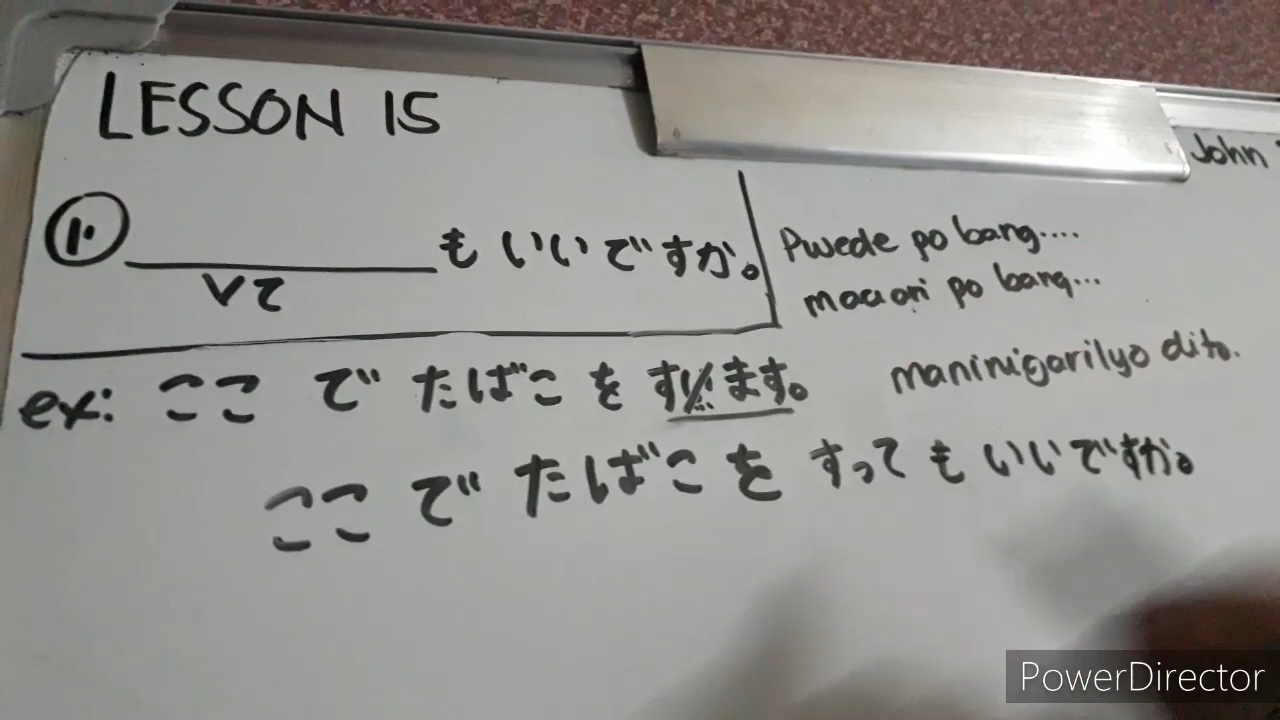 LESSON 15
John
① ________ もいいですか。
Vて
Pwede po bang....
maaari po bang...
ex: ここ で たばこ を すいます。
maninigarilyo dito.
ここ で たばこ を すって も いいですか。
PowerDirector